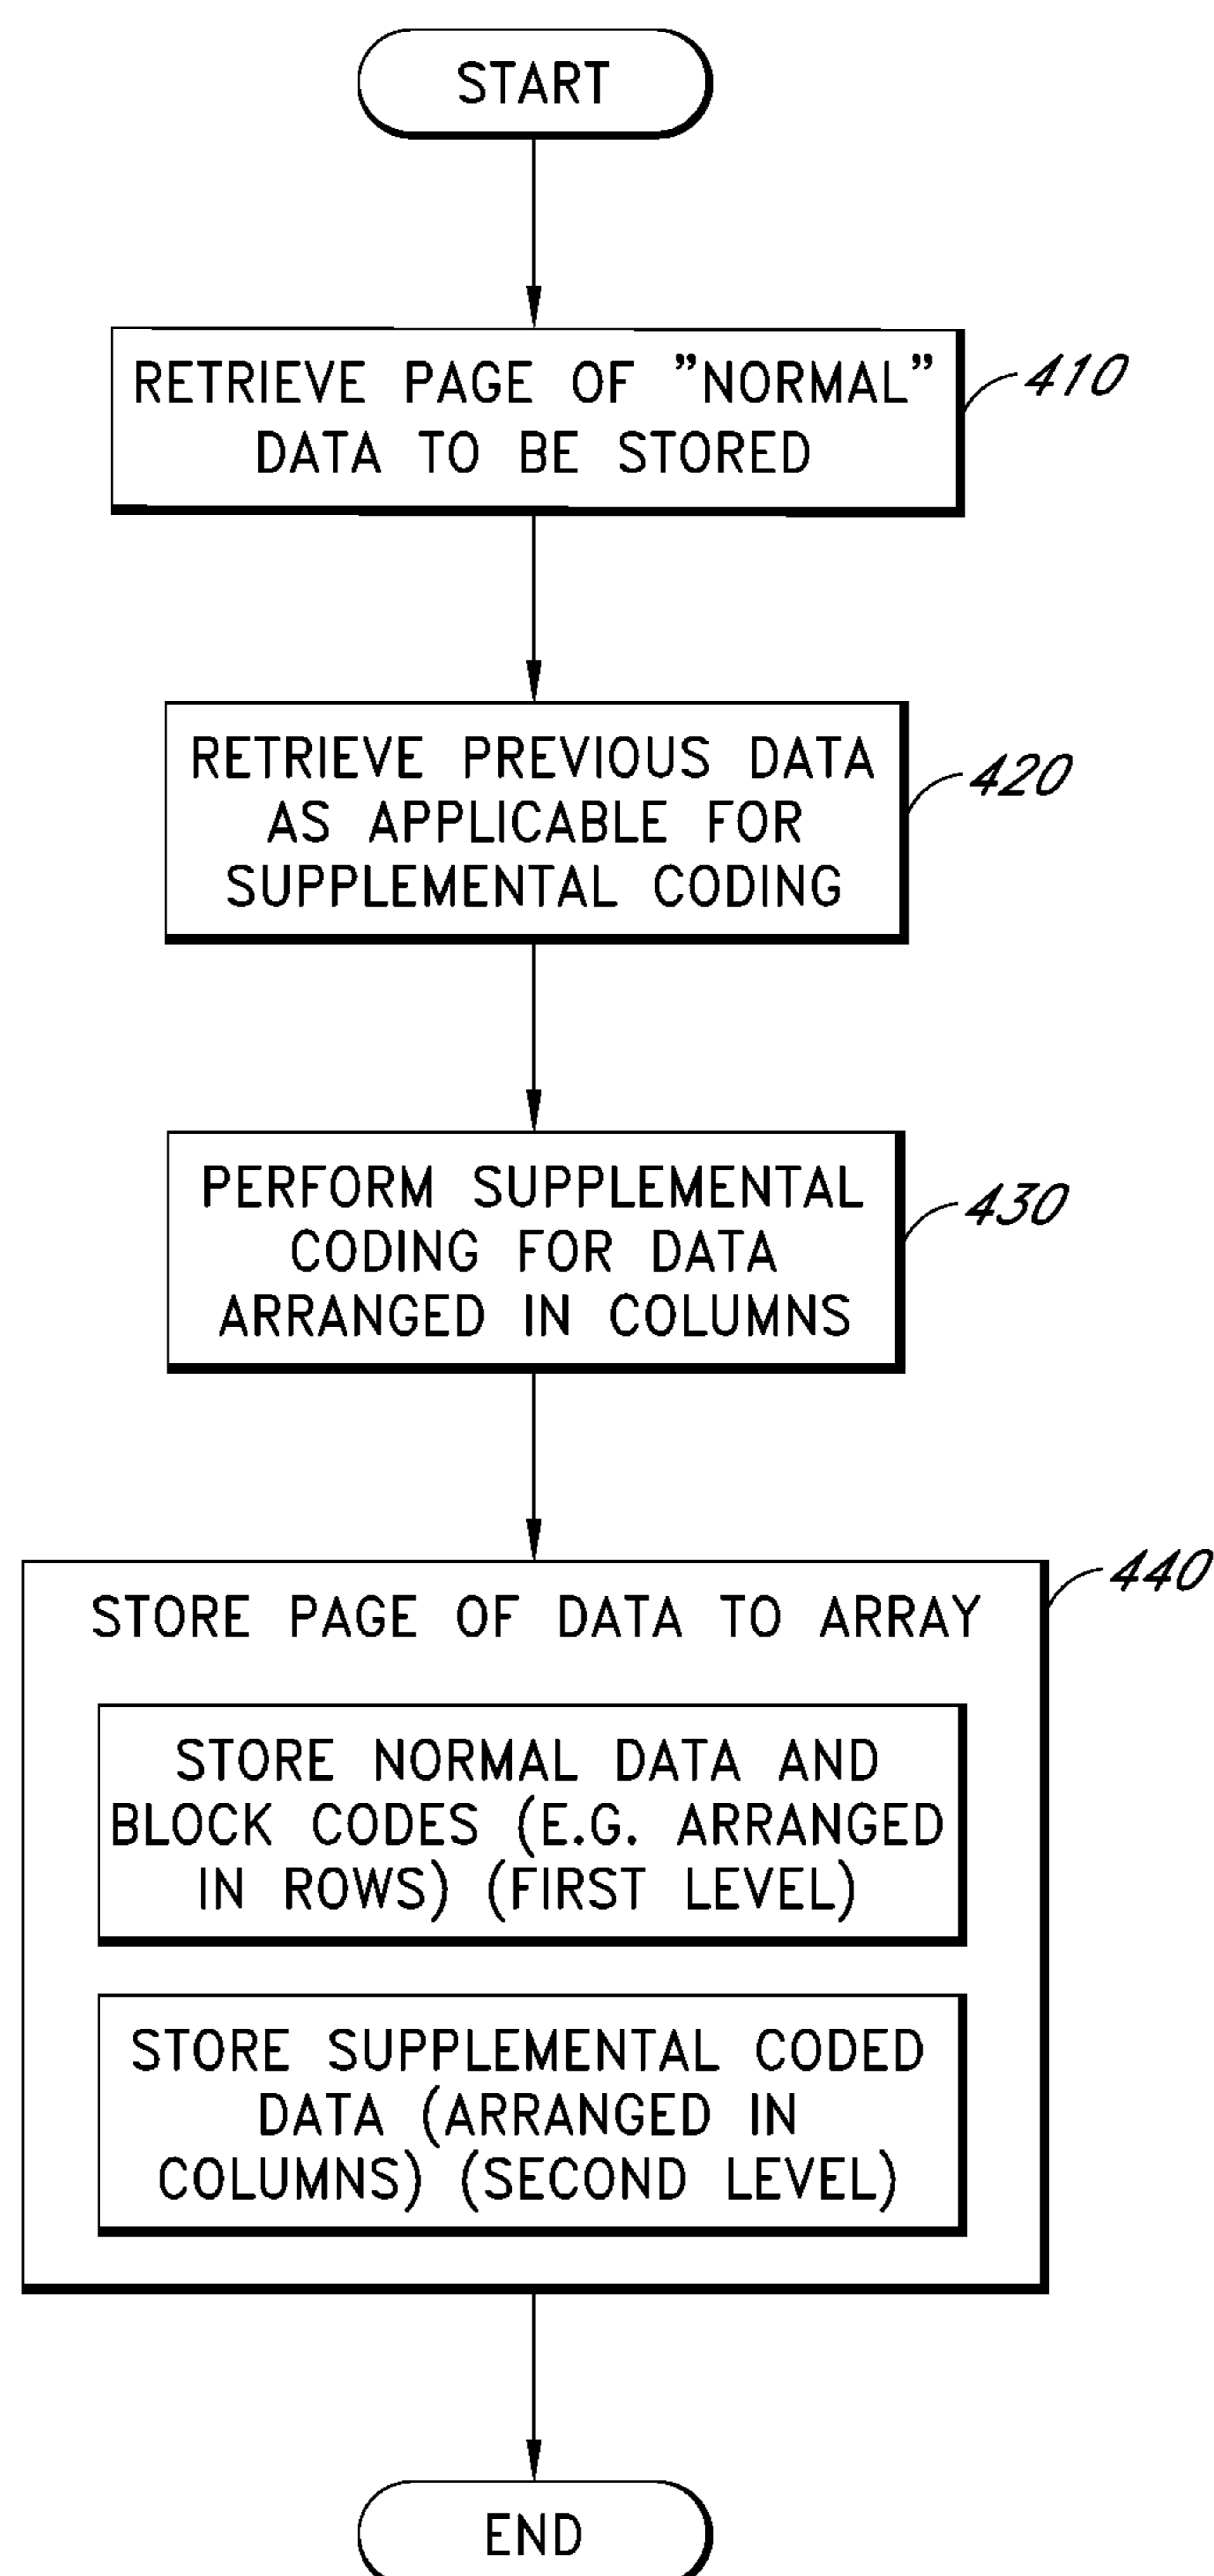 START
RETRIEVE PAGE OF ”NORMAL”
DATA TO BE STORED
410
RETRIEVE PREVIOUS DATA
AS APPLICABLE FOR
SUPPLEMENTAL CODING
420
PERFORM SUPPLEMENTAL
CODING FOR DATA
ARRANGED IN COLUMNS
430
440
STORE PAGE OF DATA TO ARRAY
STORE NORMAL DATA AND
BLOCK CODES (E.G. ARRANGED
IN ROWS) (FIRST LEVEL)
STORE SUPPLEMENTAL CODED
DATA (ARRANGED IN
COLUMNS) (SECOND LEVEL)
END